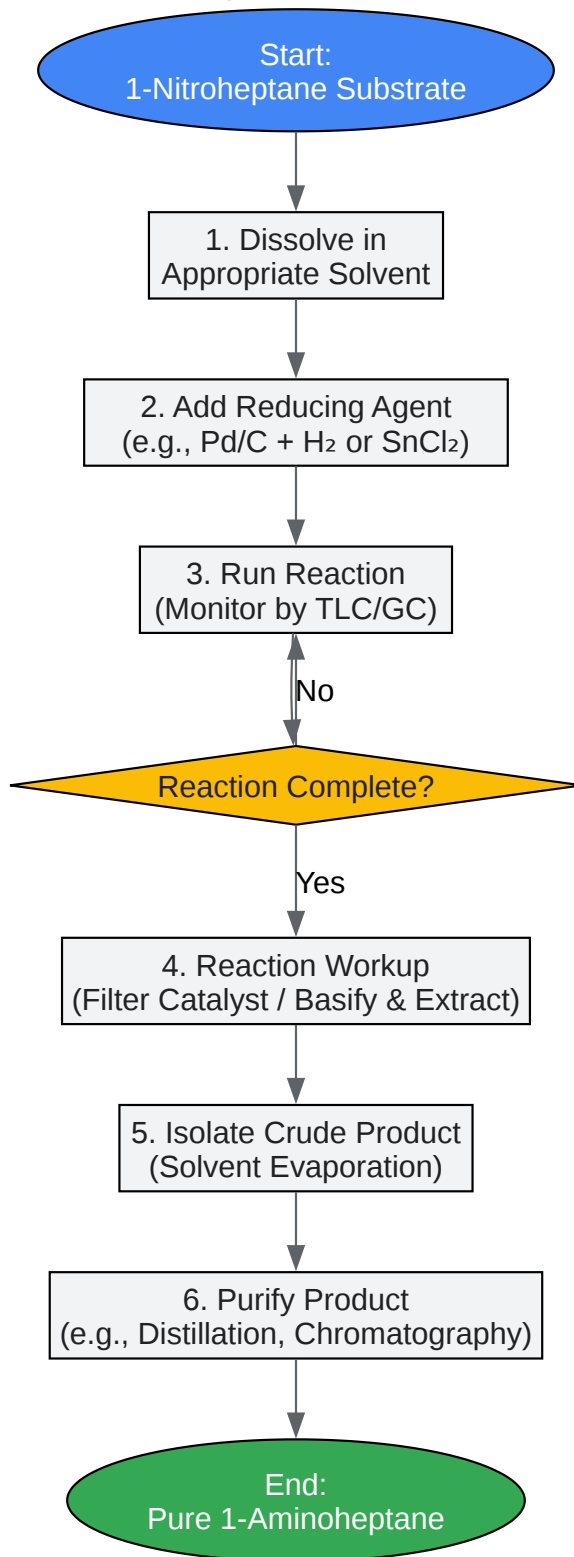 Start:
1-Nitroheptane Substrate
1. Dissolve in
Appropriate Solvent
2. Add Reducing Agent
(e.g., Pd/C + H₂ or SnCl₂)
3. Run Reaction
(Monitor by TLC/GC)
No
Reaction Complete?
Yes
4. Reaction Workup
(Filter Catalyst / Basify & Extract)
5. Isolate Crude Product
(Solvent Evaporation)
6. Purify Product
(e.g., Distillation, Chromatography)
End:
Pure 1-Aminoheptane